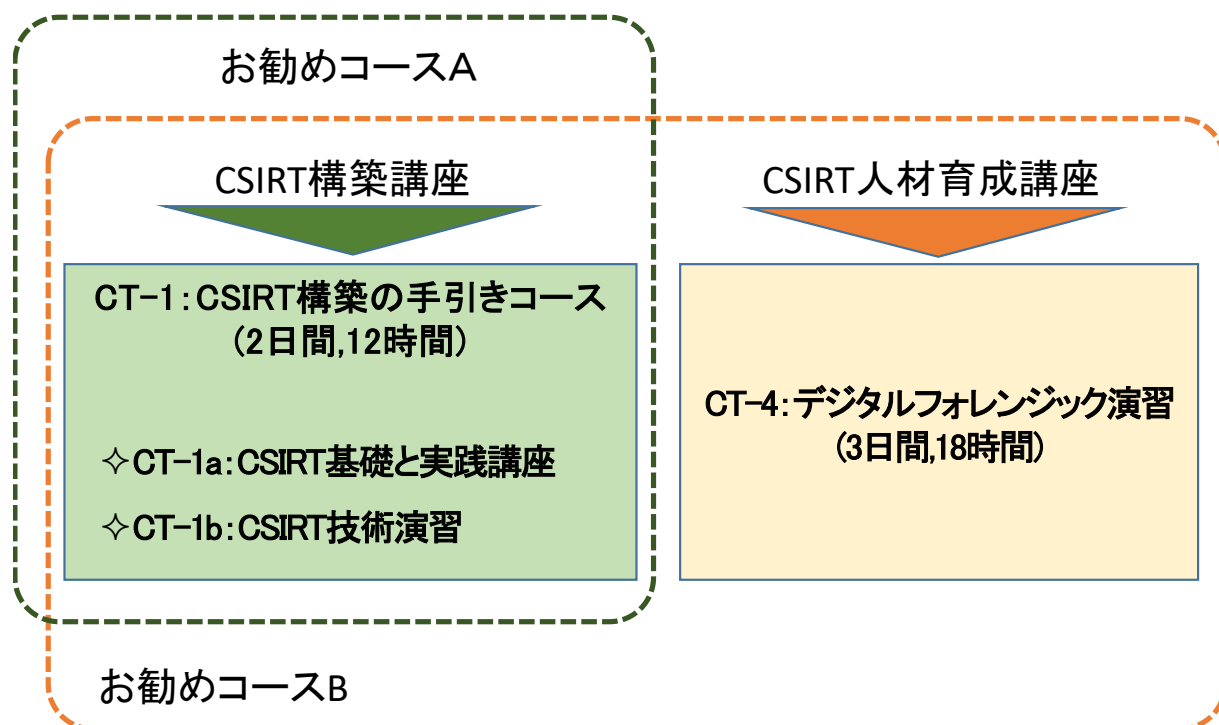 お勧めコースA
CSIRT構築講座
CT-1:CSIRT構築の手引きコース
(2日間,12時間)
✧CT-1a:CSIRT基礎と実践講座
✧CT-1b:CSIRT技術演習
CSIRT人材育成講座
CT-4:デジタルフォレンジック演習
(3日間,18時間)
お勧めコースB